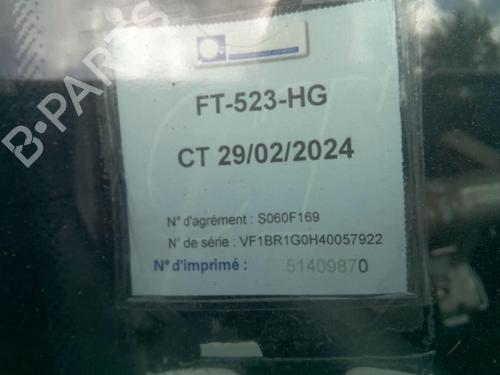 FT-523-HG
CT 29/02/2024
N° d'agrément : S060F169
N° de série : VF1BR1G0H40057922
N° d'imprimé : 51409870
B-PARTS